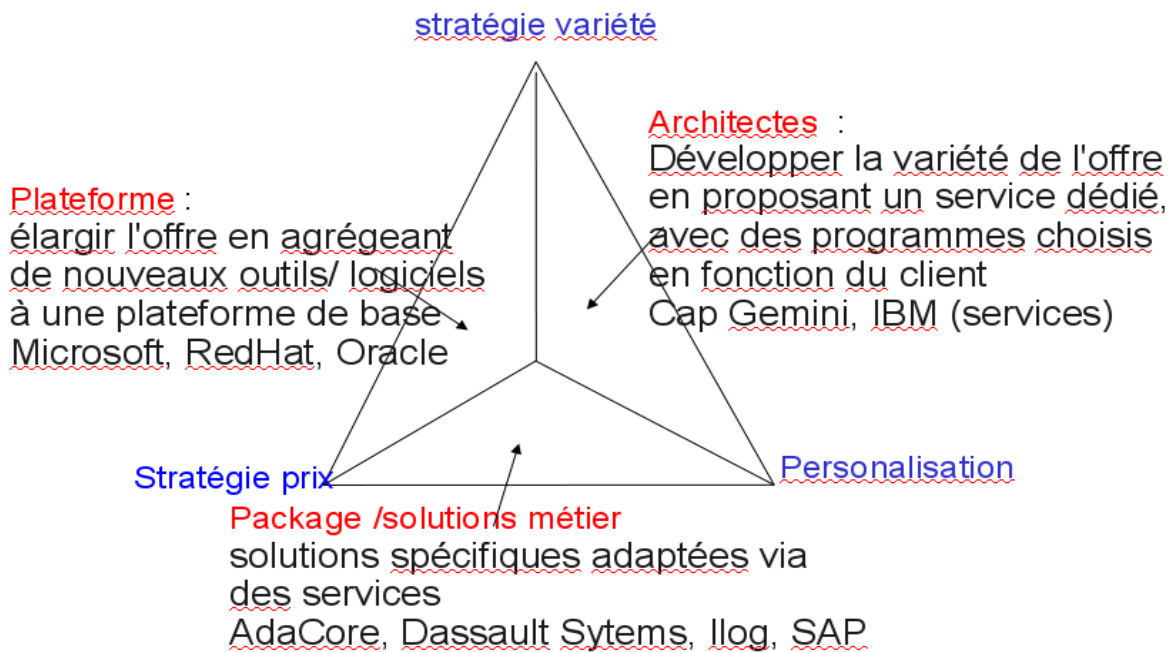 stratégie variété
Architectes :
Développer la variété de l'offre
en proposant un service dédié,
avec des programmes choisis
en fonction du client
Cap Gemini, IBM (services)
Plateforme :
élargir l'offre en agrégeant
de nouveaux outils/ logiciels
à une plateforme de base
Microsoft, RedHat, Oracle
Stratégie prix
Personalisation
Package /solutions métier
solutions spécifiques adaptées via
des services
AdaCore, Dassault Sytems, Ilog, SAP